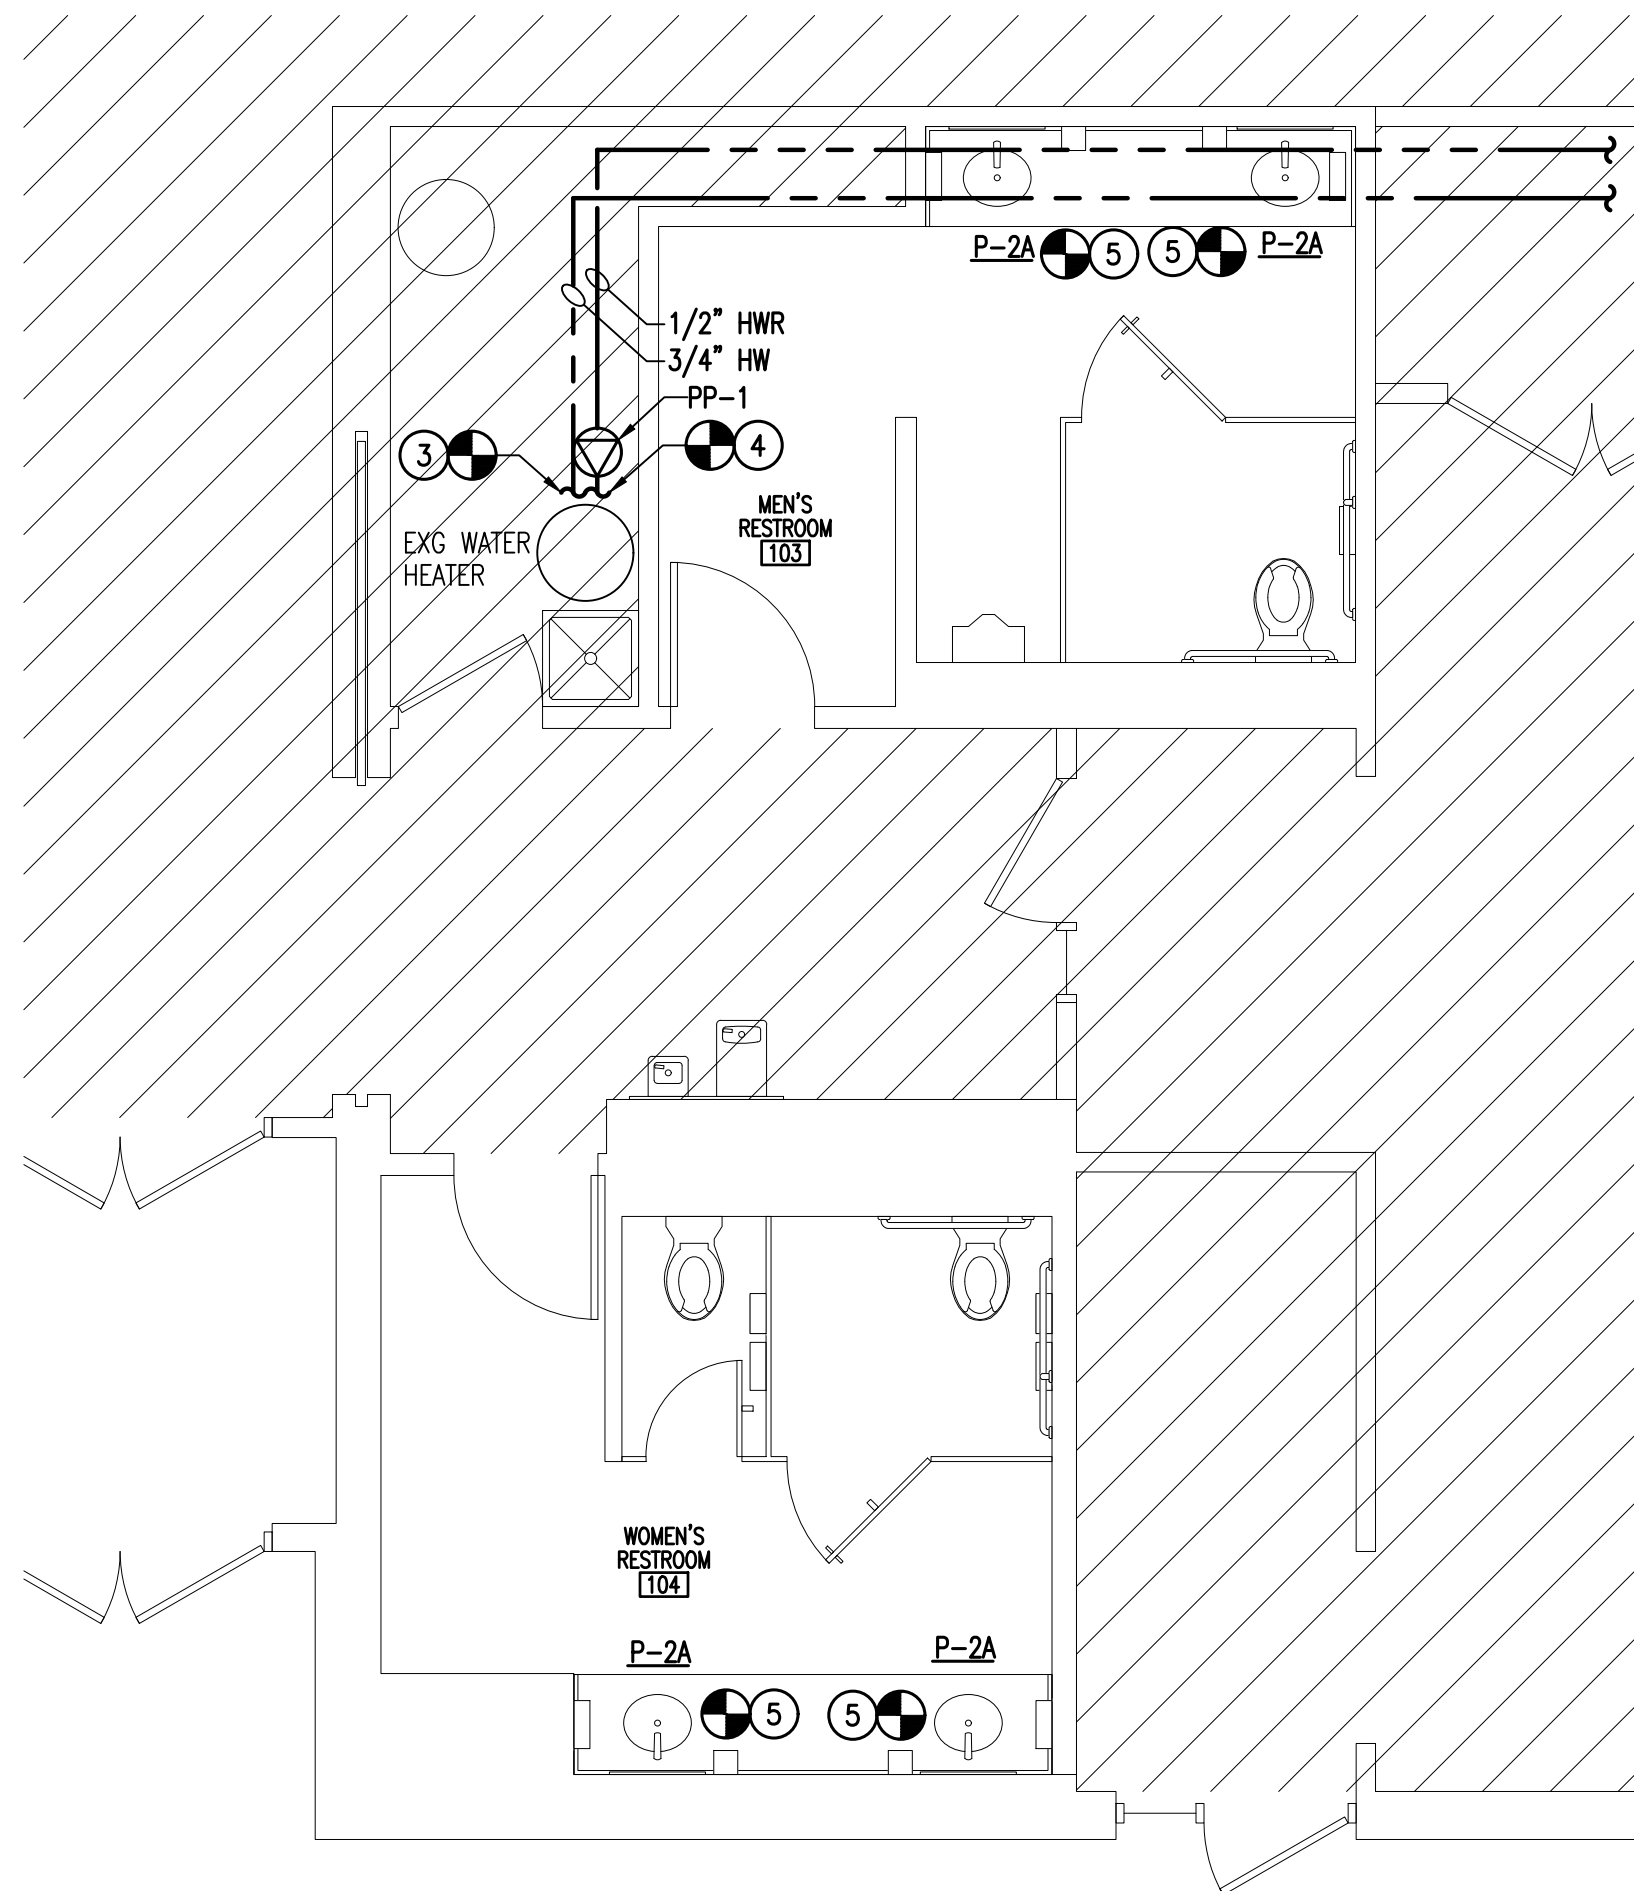 P-2A
5
5
P-2A
1/2" HWR
3/4" HW
PP-1
3
4
MEN'S
RESTROOM
103
EXG WATER
HEATER
WOMEN'S
RESTROOM
104
P-2A
P-2A
5
5